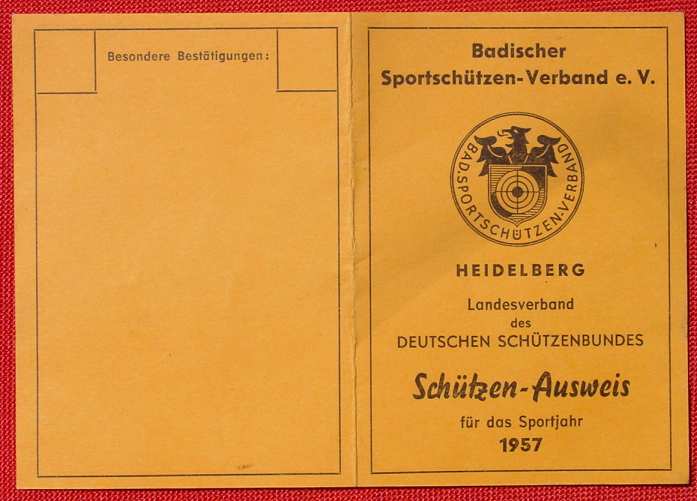 Besondere Bestätigungen:
Badischer
Sportschützen-Verband e. V.
BAD. SPORTSCHÜTZEN-VERBAND
HEIDELBERG
Landesverband
des
DEUTSCHEN SCHÜTZENBUNDES
Schützen-Ausweis
für das Sportjahr
1957